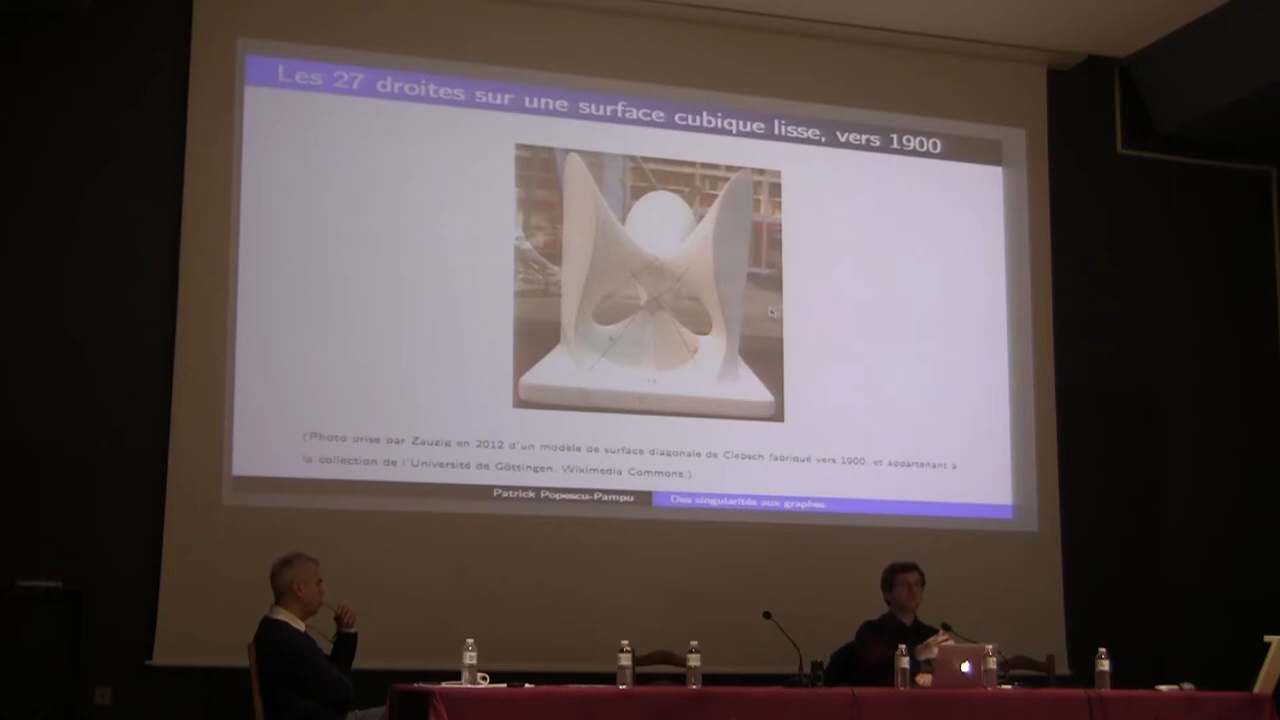 Les 27 droites sur une surface cubique lisse, vers 1900
(Photo prise par Zauzig en 2012 d'un modèle de surface diagonale de Clebsch fabriqué vers 1900, et appartenant à
la collection de l'Université de Göttingen. Wikimedia Commons.)
Patrick Popescu-Pampu
Des singularités aux graphes